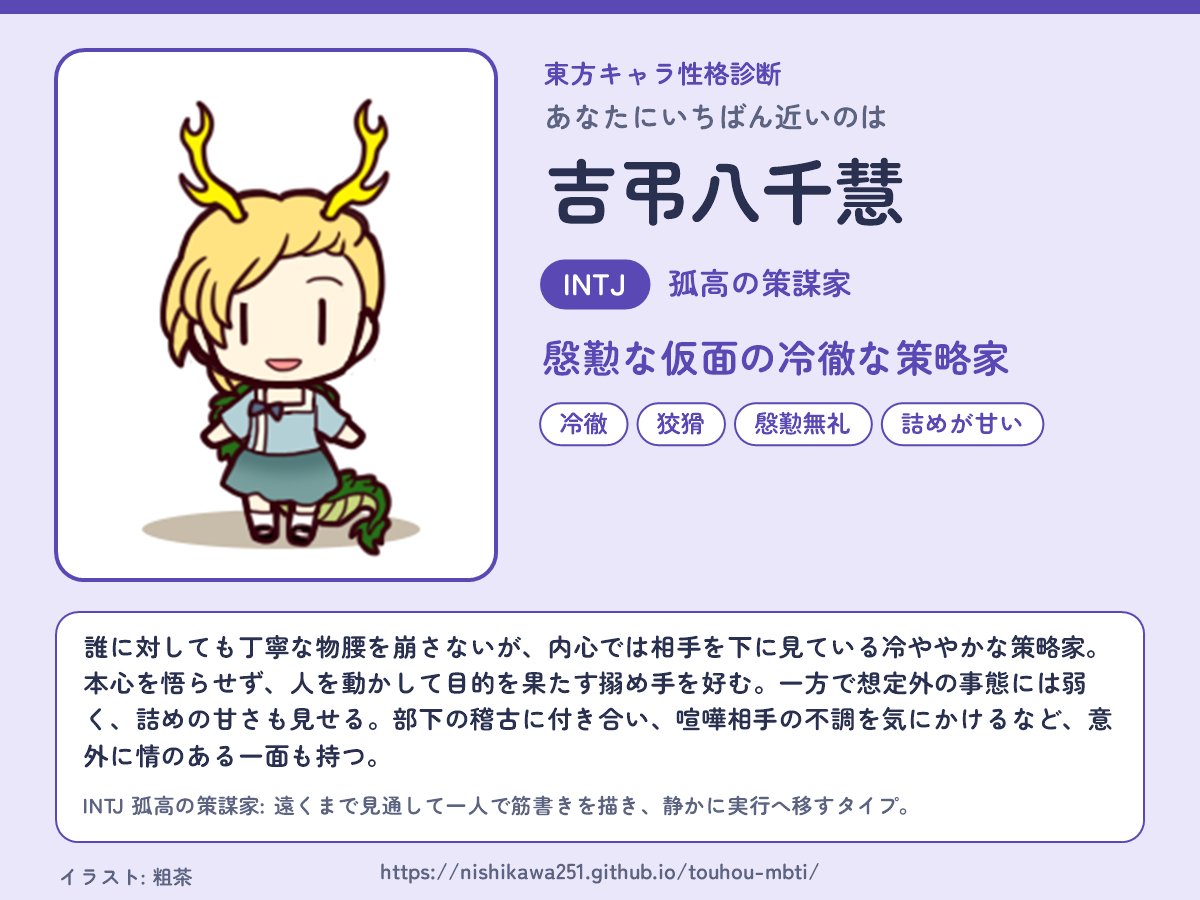 東方キャラ性格診断
あなたにいちばん近いのは
吉弔八千慧
INTJ 孤高の策謀家
慇懃な仮面の冷徹な策略家
冷徹 狡猾 慇懃無礼 詰めが甘い
誰に対しても丁寧な物腰を崩さないが、内心では相手を下に見ている冷ややかな策略家。
本心を悟らせず、人を動かして目的を果たす搦め手を好む。一方で想定外の事態には弱
く、詰めの甘さも見せる。部下の稽古に付き合い、喧嘩相手の不調を気にかけるなど、意
外に情のある一面も持つ。
INTJ 孤高の策謀家: 遠くまで見通して一人で筋書きを描き、静かに実行へ移すタイプ。
イラスト: 粗茶
https://nishikawa251.github.io/touhou-mbti/